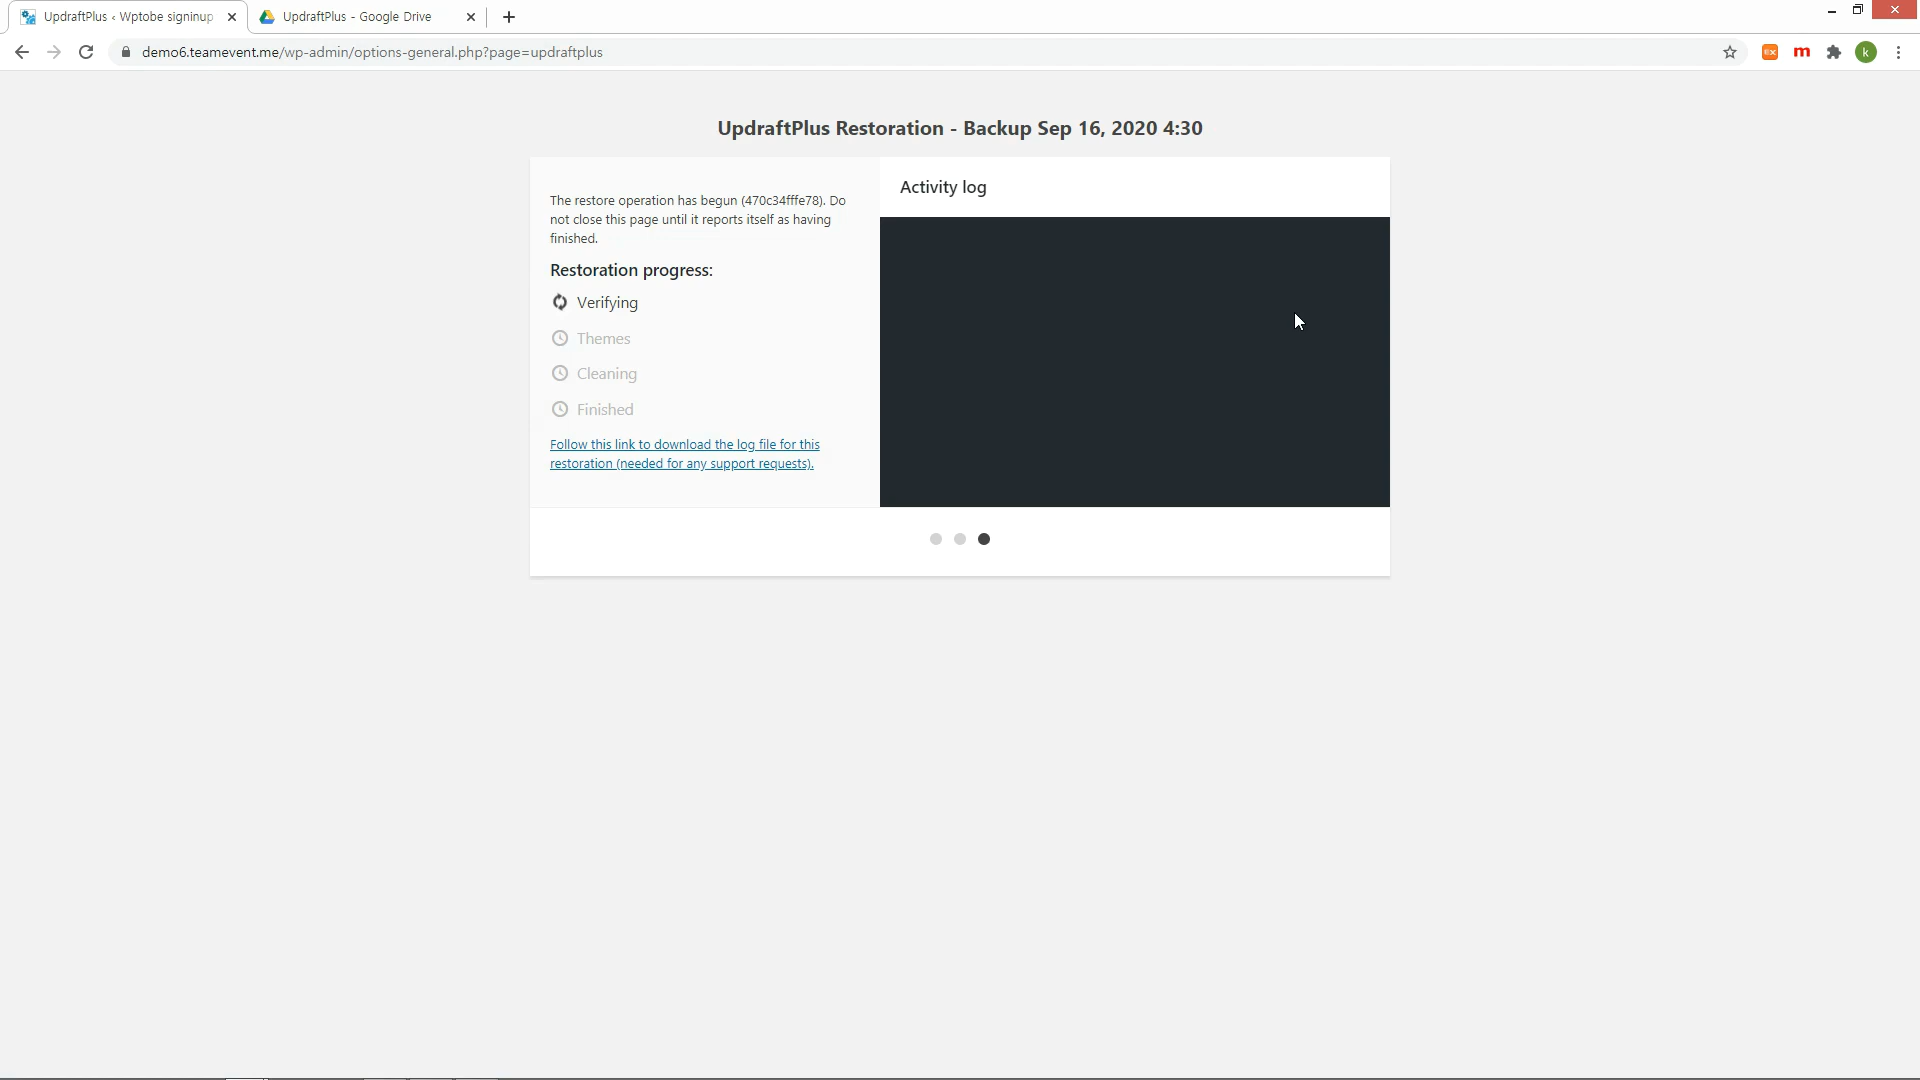 UpdraftPlus ‹ Wptobe signinup
UpdraftPlus - Google Drive
demo6.teamevent.me/wp-admin/options-general.php?page=updraftplus
EX
m
k
UpdraftPlus Restoration - Backup Sep 16, 2020 4:30
The restore operation has begun (470c34fffe78). Do
not close this page until it reports itself as having
finished.
Restoration progress:
Verifying
Themes
Cleaning
Finished
Follow this link to download the log file for this
restoration (needed for any support requests).
Activity log